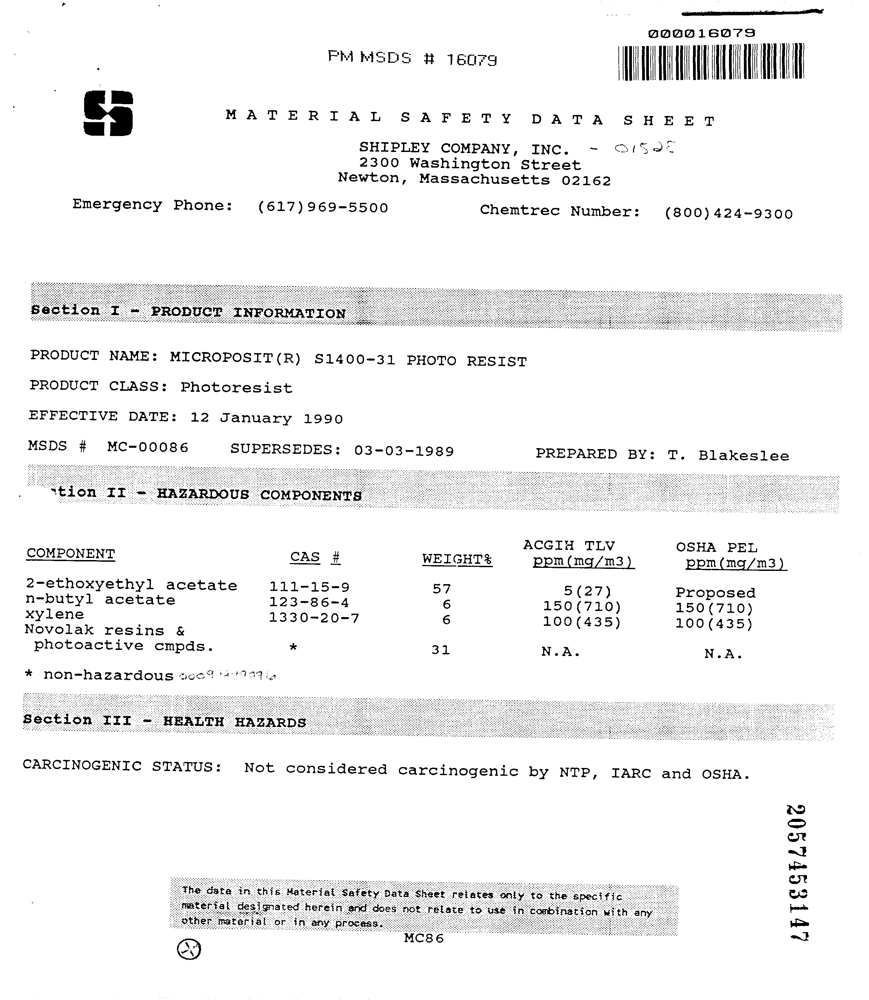 000016079
PM MSDS # 16079
MATERIAL SAFETY DATA SHEET
SHIPLEY COMPANY, INC. -
2300 Washington Street
Newton, Massachusetts 02162
Emergency Phone: (617)969-5500 Chemtrec Number: (800)424-9300
Section I - PRODUCT INFORMATION
PRODUCT NAME: MICROPOSIT(R) S1400-31 PHOTO RESIST
PRODUCT CLASS: Photoresist
EFFECTIVE DATE: 12 January 1990
MSDS # MC-00086 SUPERSEDES: 03-03-1989 PREPARED BY: T. Blakeslee
tion II - HAZARDOUS COMPONENTS
ACGIH TLV OSHA PEL
COMPONENT CAS # WEIGHT% ppm(mg/m3) ppm(mg/m3)
2-ethoxyethyl acetate 111-15-9 57 5(27) Proposed
n-butyl acetate 123-86-4 6 150(710) 150(710)
xylene 1330-20-7 6 100(435) 100(435)
Novolak resins &
photoactive cmpds. * 31 N.A. N.A.
* non-hazardous
Section III - HEALTH HAZARDS
CARCINOGENIC STATUS: Not considered carcinogenic by NTP, IARC and OSHA.
2057453147
The data in this Material Safety Data Sheet relates only to the specific
material designated herein and does not relate to use in combination with any
other material or in any process.
MC86